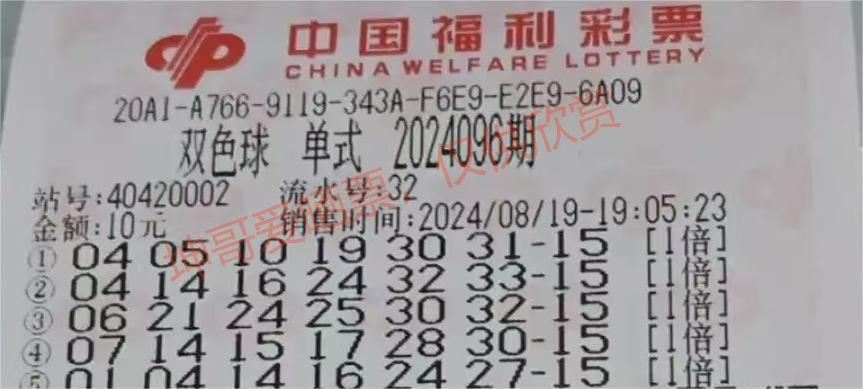 中国福利彩票
CHINA WELFARE LOTTERY
20A1-A766-9119-343A-F6E9-E2E9-6A09
双色球 单式 2024096期
站号:40420002 流水号:32
金额:10元 销售时间:2024/08/19-19:05:23
① 04 05 10 19 30 31-15 [1倍]
② 04 14 16 24 32 33-15 [1倍]
③ 06 21 24 25 30 32-15 [1倍]
④ 07 14 15 17 28 30-15 [1倍]
⑤ 01 04 14 16 24 27-15 [1倍]
坤哥爱晒票 仅供欣赏